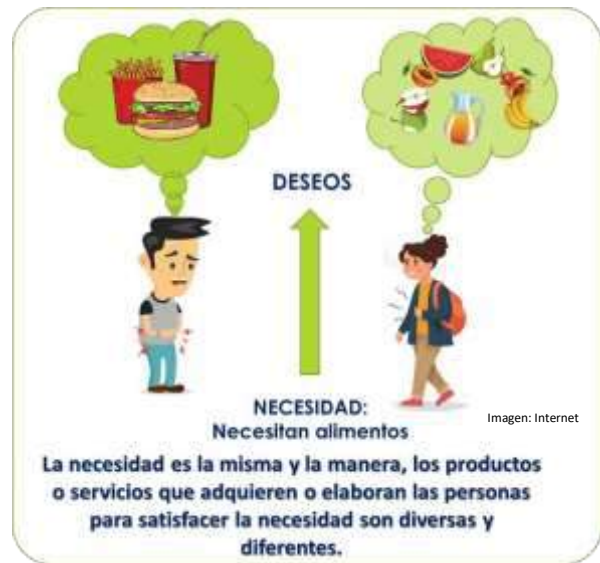 DESEOS
NECESIDAD:
Necesitan alimentos
Imagen: Internet
La necesidad es la misma y la manera, los productos
o servicios que adquieren o elaboran las personas
para satisfacer la necesidad son diversas y
diferentes.